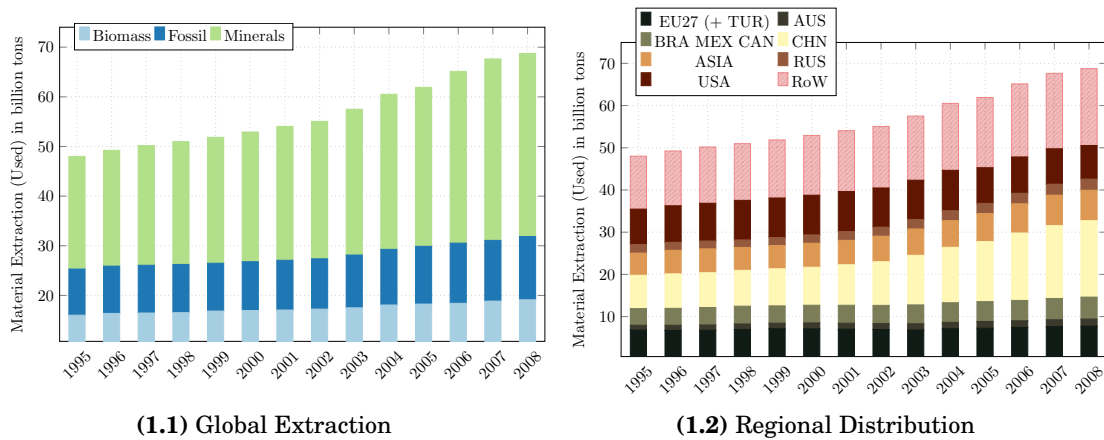 Biomass Fossil Minerals
Material Extraction (Used) in billion tons
70
60
50
40
30
20
1995 1996 1997 1998 1999 2000 2001 2002 2003 2004 2005 2006 2007 2008
(1.1) Global Extraction
EU27 (+ TUR) AUS
BRA MEX CAN CHN
ASIA RUS
USA RoW
Material Extraction (Used) in billion tons
70
60
50
40
30
20
10
1995 1996 1997 1998 1999 2000 2001 2002 2003 2004 2005 2006 2007 2008
(1.2) Regional Distribution